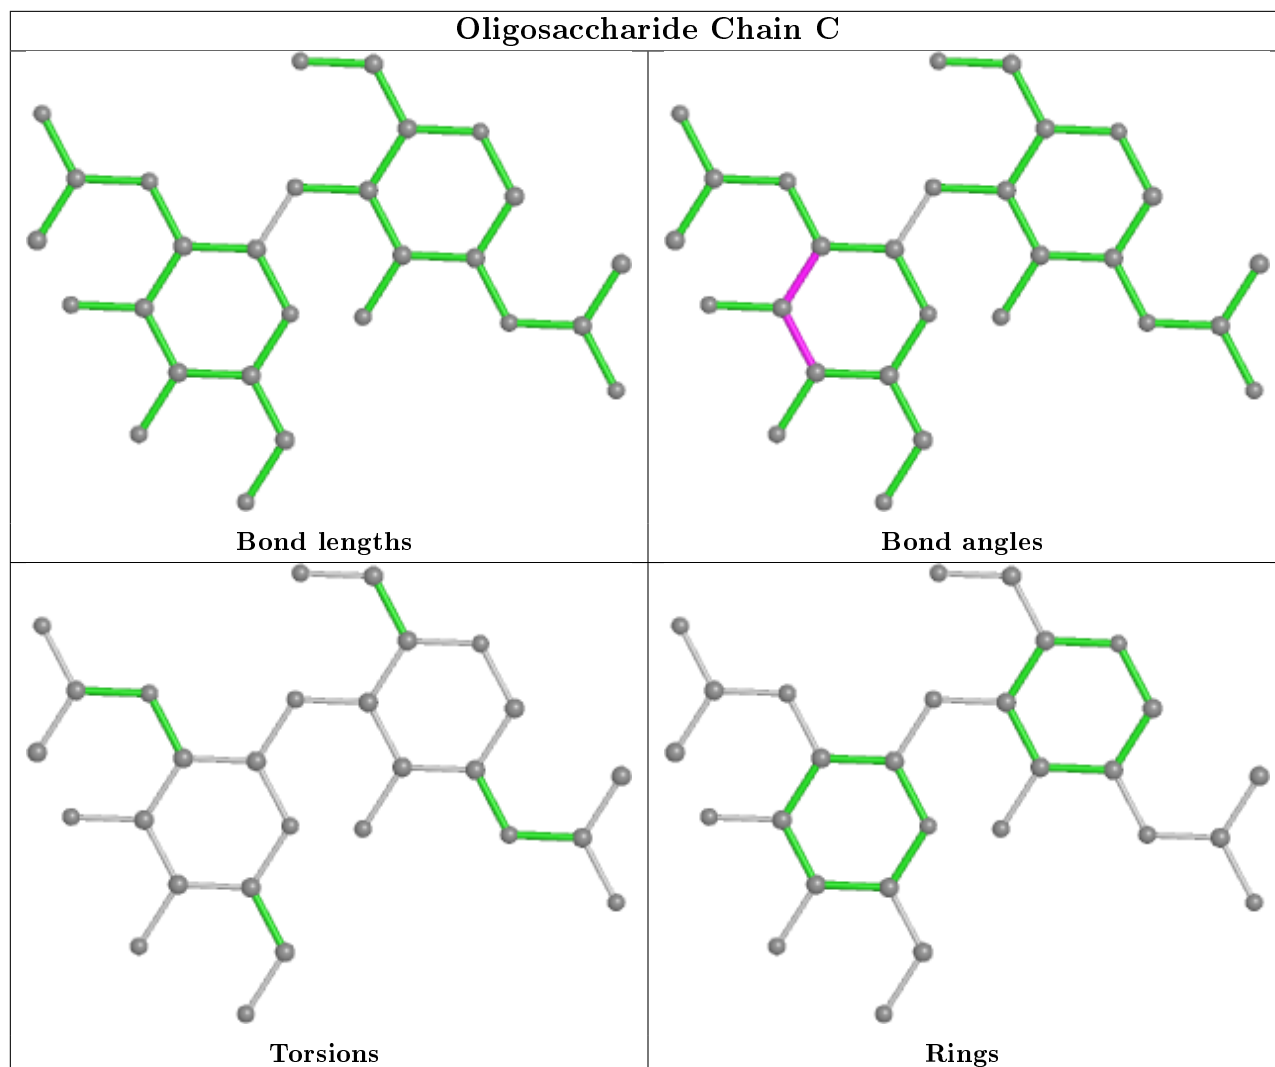 Oligosaccharide Chain C
Bond lengths
Bond angles
Torsions
Rings